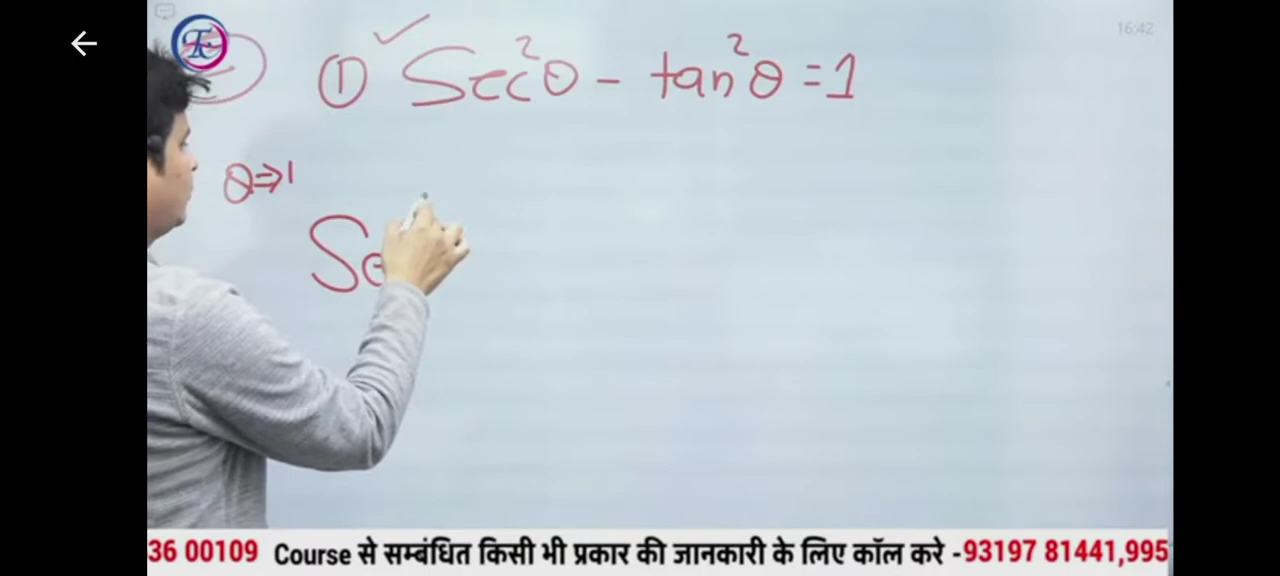 16:42
① Sec²θ - tan²θ = 1
θ ⇒ 1
Se
36 00109 Course से सम्बंधित किसी भी प्रकार की जानकारी के लिए कॉल करे -93197 81441,995